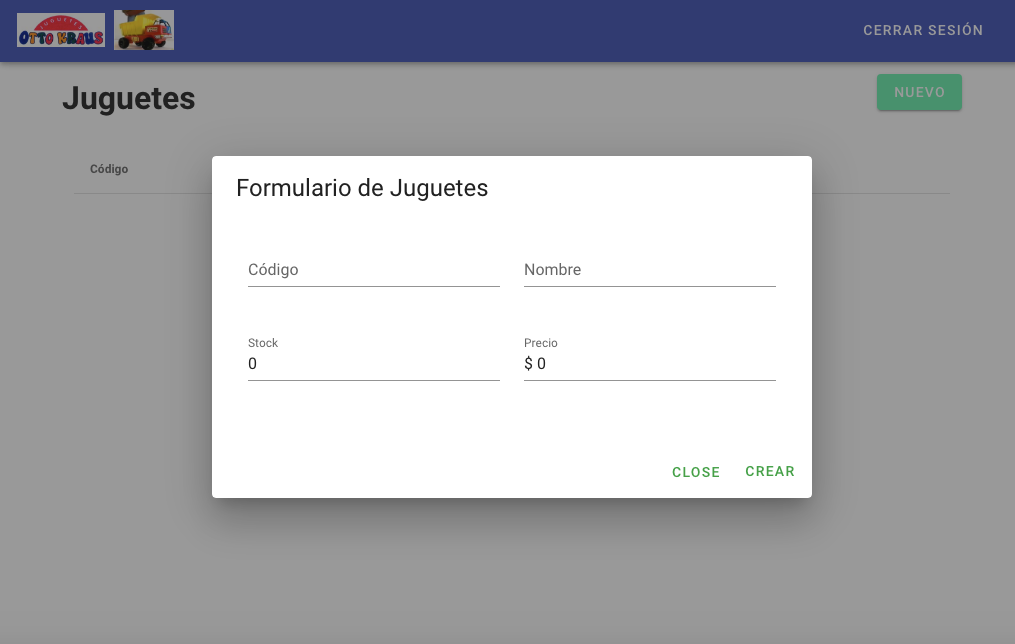 JUGUETES
OTTO KRAUS
CERRAR SESIÓN
Juguetes
NUEVO
Código
Formulario de Juguetes
Código
Nombre
Stock
0
Precio
$ 0
CLOSE
CREAR